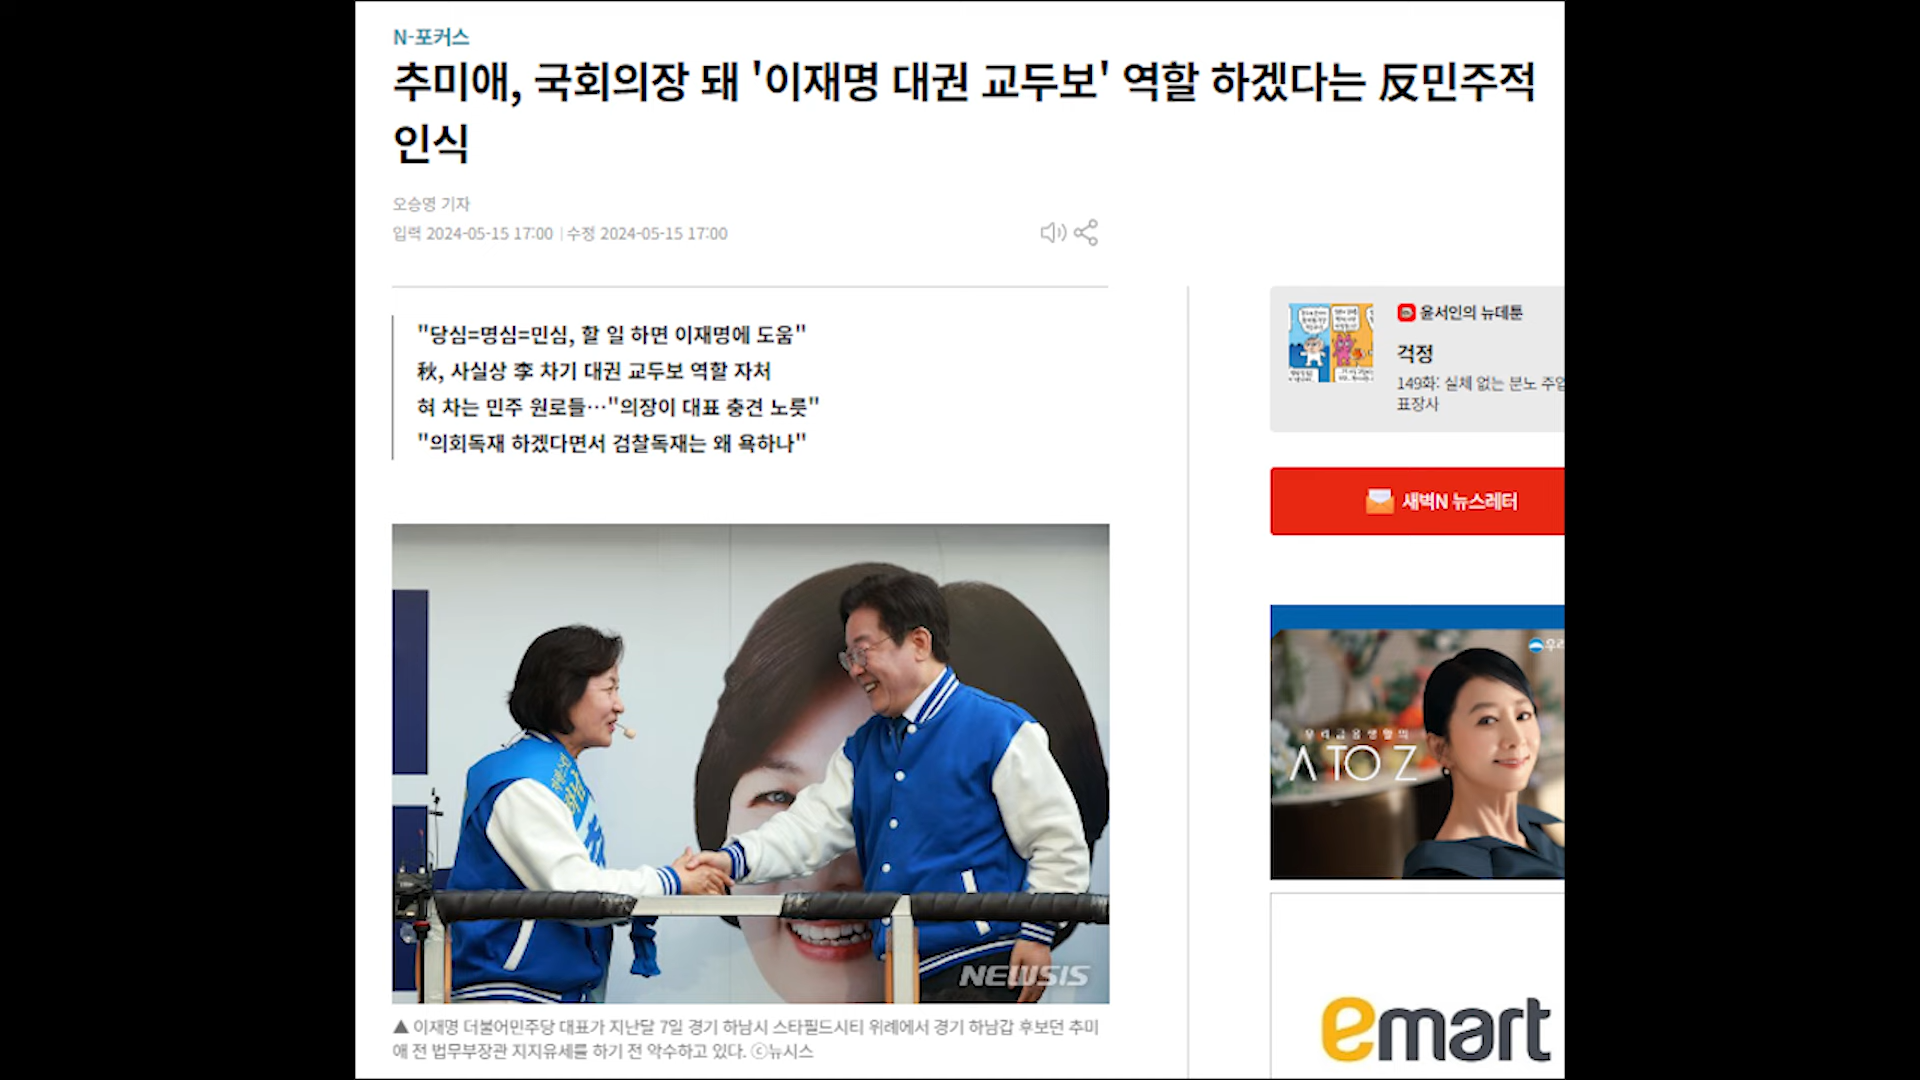 N-포커스
추미애, 국회의장 돼 '이재명 대권 교두보' 역할 하겠다는 反민주적
인식
오승영 기자
입력 2024-05-15 17:00 | 수정 2024-05-15 17:00
"당심=명심=민심, 할 일 하면 이재명에 도움"
秋, 사실상 李 차기 대권 교두보 역할 자처
혀 차는 민주 원로들…"의장이 대표 충견 노릇"
"의회독재 하겠다면서 검찰독재는 왜 욕하나"
NEWSIS
▲ 이재명 더불어민주당 대표가 지난달 7일 경기 하남시 스타필드시티 위례에서 경기 하남갑 후보던 추미
애 전 법무부장관 지지유세를 하기 전 악수하고 있다. ⓒ뉴시스
윤서인의 뉴데툰
걱정
149화: 실체 없는 분노 주입
표장사
새벽N 뉴스레터
우리
우리금융생활의
A TO Z
emart